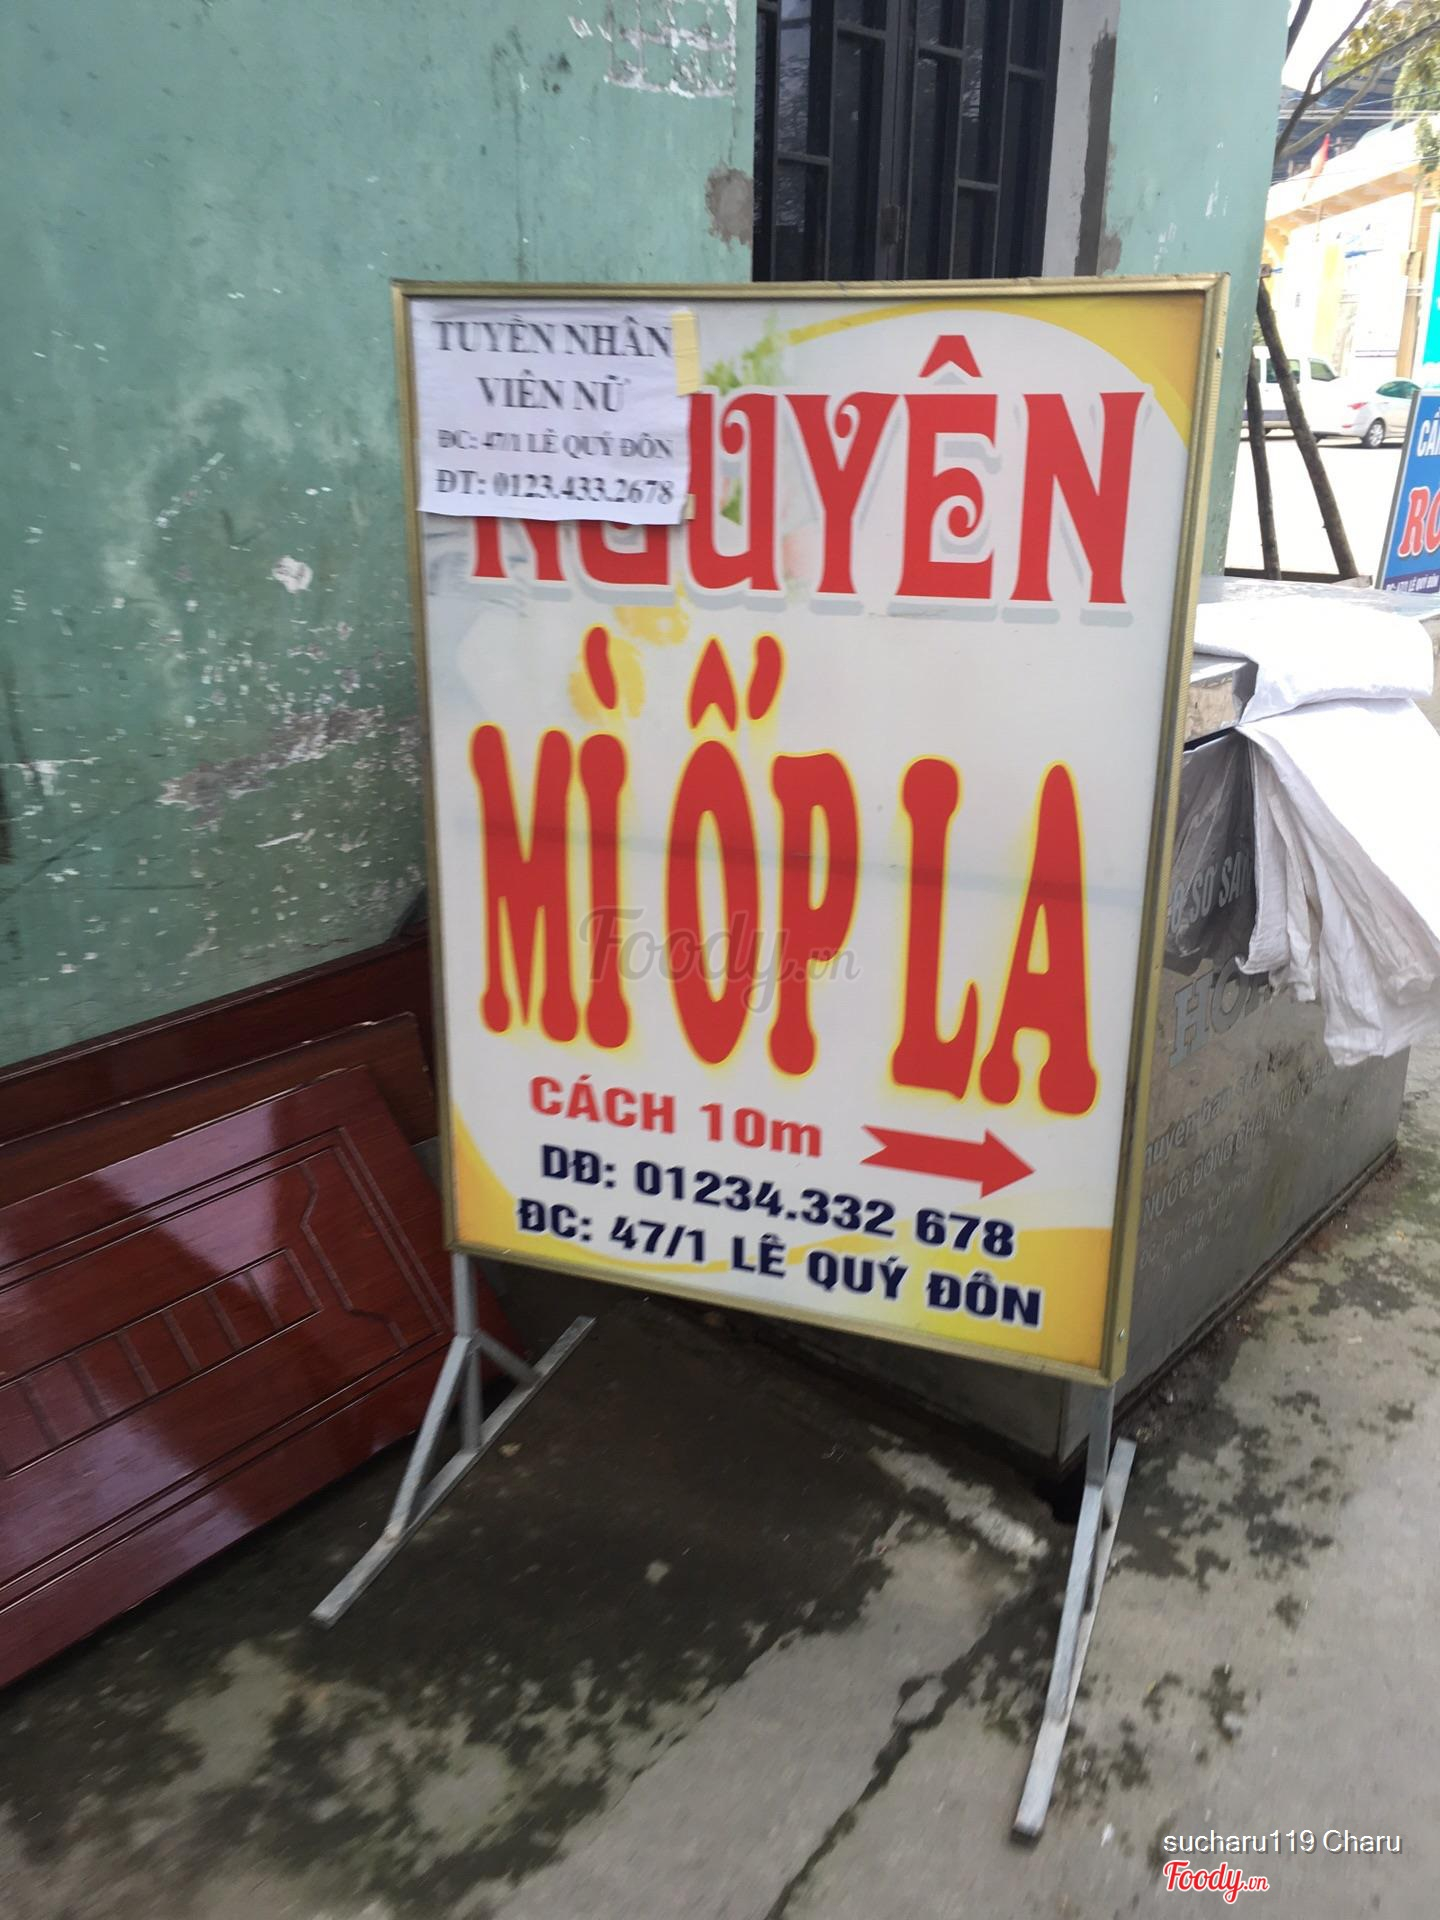 TUYỂN NHÂN
VIÊN NỮ
ĐC: 47/1 LÊ QUÝ ĐÔN
ĐT: 0123.433.2678
NGUYÊN
MÌ ỐP LA
CÁCH 10m
DĐ: 01234.332 678
ĐC: 47/1 LÊ QUÝ ĐÔN
Foody.vn
sucharu119 Charu
Foody.vn